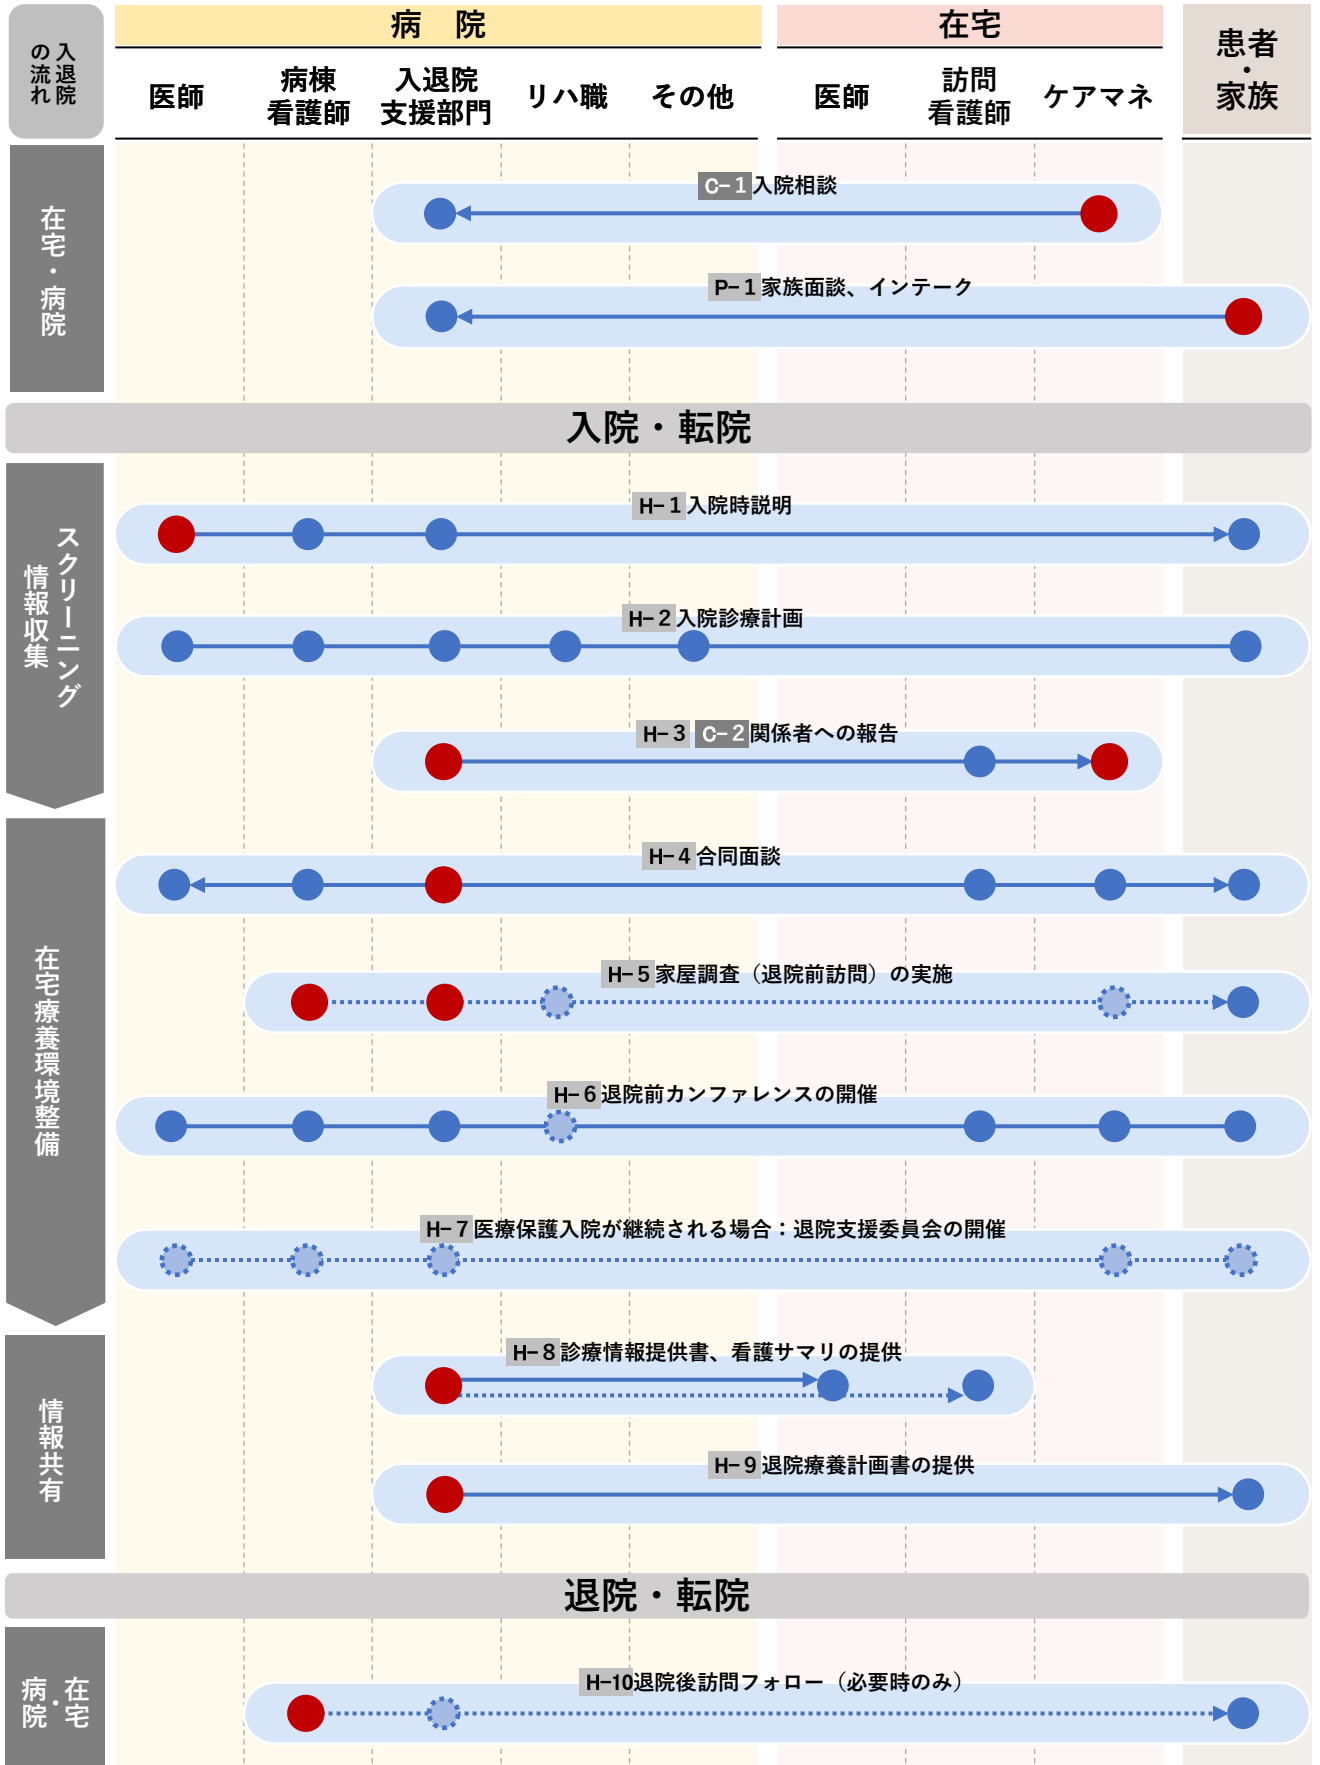 入退院
の流れ
病　院
在宅
患者
・
家族
医師
病棟
看護師
入退院
支援部門
リハ職
その他
医師
訪問
看護師
ケアマネ
在宅・病院
C-1入院相談
P-1家族面談、インテーク
入院・転院
スクリーニング
情報収集
H-1入院時説明
H-2入院診療計画
H-3 C-2関係者への報告
在宅療養環境整備
H-4合同面談
H-5家屋調査（退院前訪問）の実施
H-6退院前カンファレンスの開催
H-7医療保護入院が継続される場合：退院支援委員会の開催
情報共有
H-8診療情報提供書、看護サマリの提供
H-9退院療養計画書の提供
退院・転院
在宅
・
病院
H-10退院後訪問フォロー（必要時のみ）